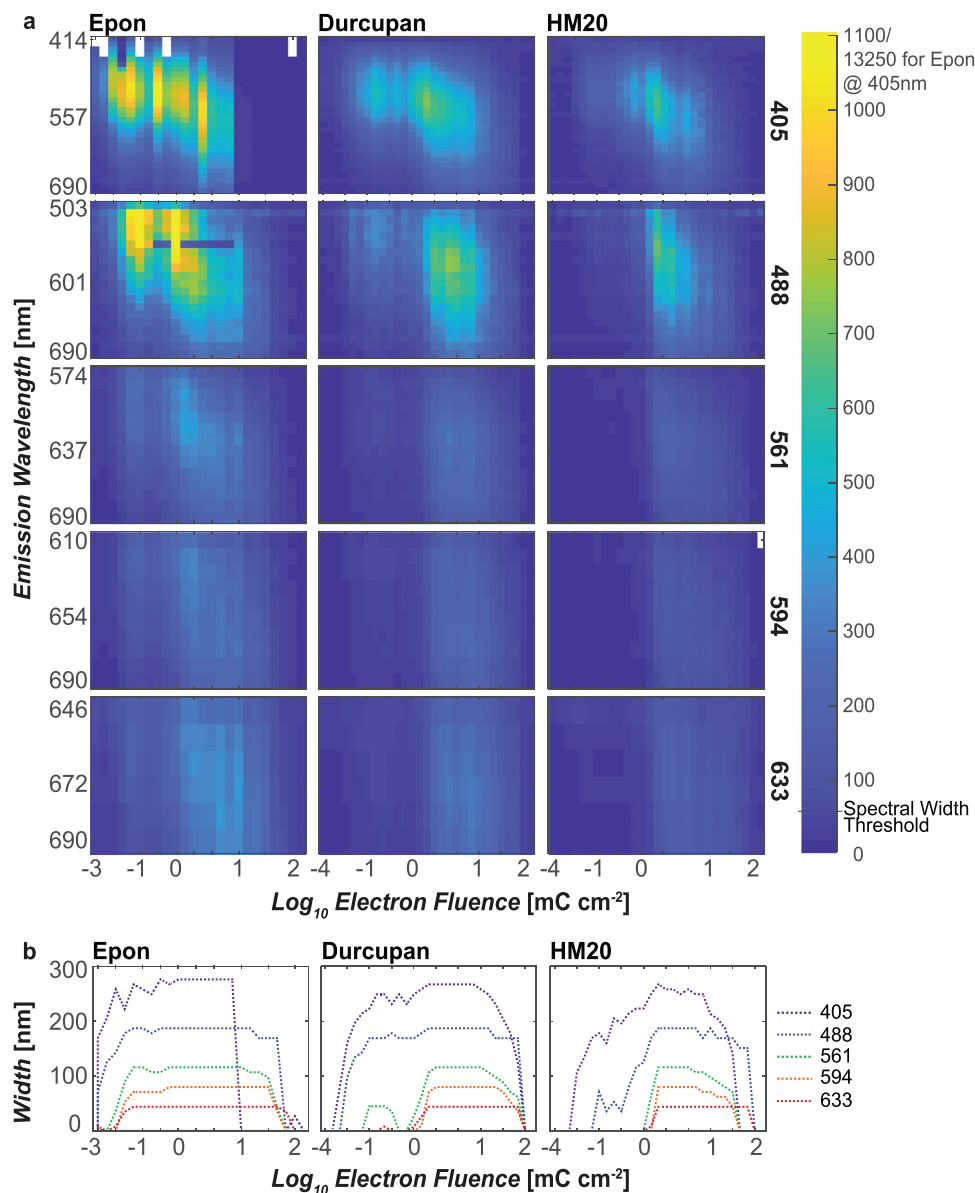 a
Epon Durcupan HM20
414
557
690
405
503
601
690
488
574
637
690
561
610
654
690
594
646
672
690
633
Emission Wavelength [nm]
-3 -1 0 1 2 -4 -1 0 1 2 -4 -1 0 1 2
Log10 Electron Fluence [mC cm-2]
1100/
13250 for Epon
@ 405nm
1000
900
800
700
600
500
400
300
200
100
Spectral Width
Threshold
0
b
Epon Durcupan HM20
300
200
100
0
Width [nm]
-3 -1 0 1 2 -4 -1 0 1 2 -4 -1 0 1 2
Log10 Electron Fluence [mC cm-2]
405
488
561
594
633